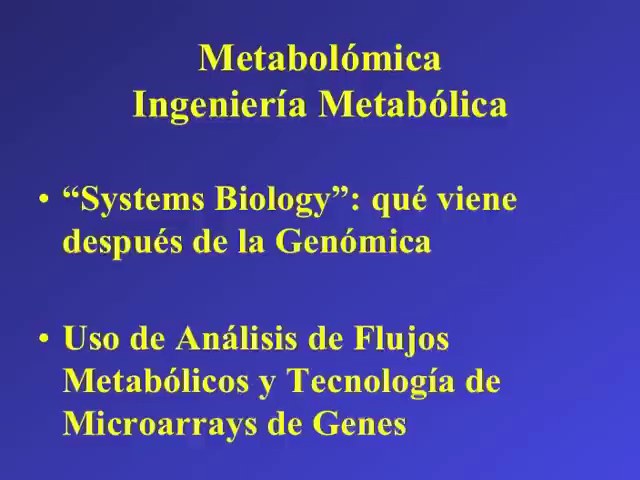 Metabolómica
Ingeniería Metabólica
• “Systems Biology”: qué viene
después de la Genómica
• Uso de Análisis de Flujos
Metabólicos y Tecnología de
Microarrays de Genes